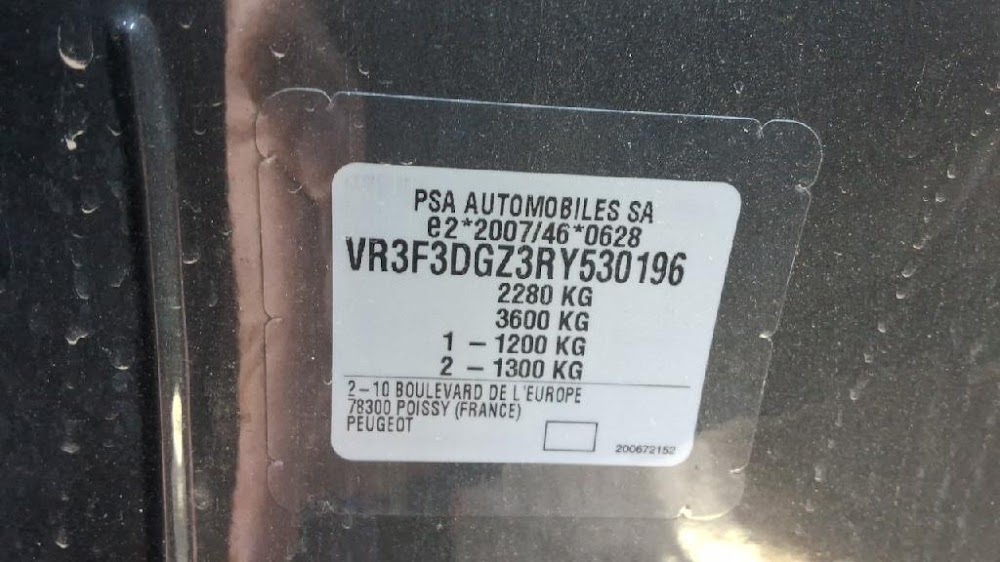 PSA AUTOMOBILES SA
e2*2007/46*0628
VR3F3DGZ3RY530196
2280 KG
3600 KG
1 - 1200 KG
2 - 1300 KG
2-10 BOULEVARD DE L'EUROPE
78300 POISSY (FRANCE)
PEUGEOT
200672152